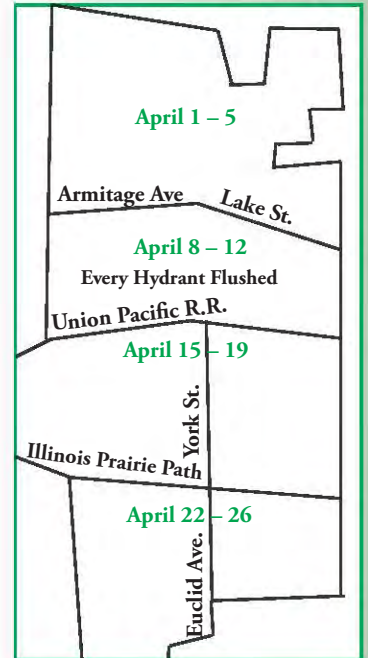 April 1 – 5
Armitage Ave
Lake St.
April 8 – 12
Every Hydrant Flushed
Union Pacific R.R.
April 15 – 19
York St.
Illinois Prairie Path
April 22 – 26
Euclid Ave.